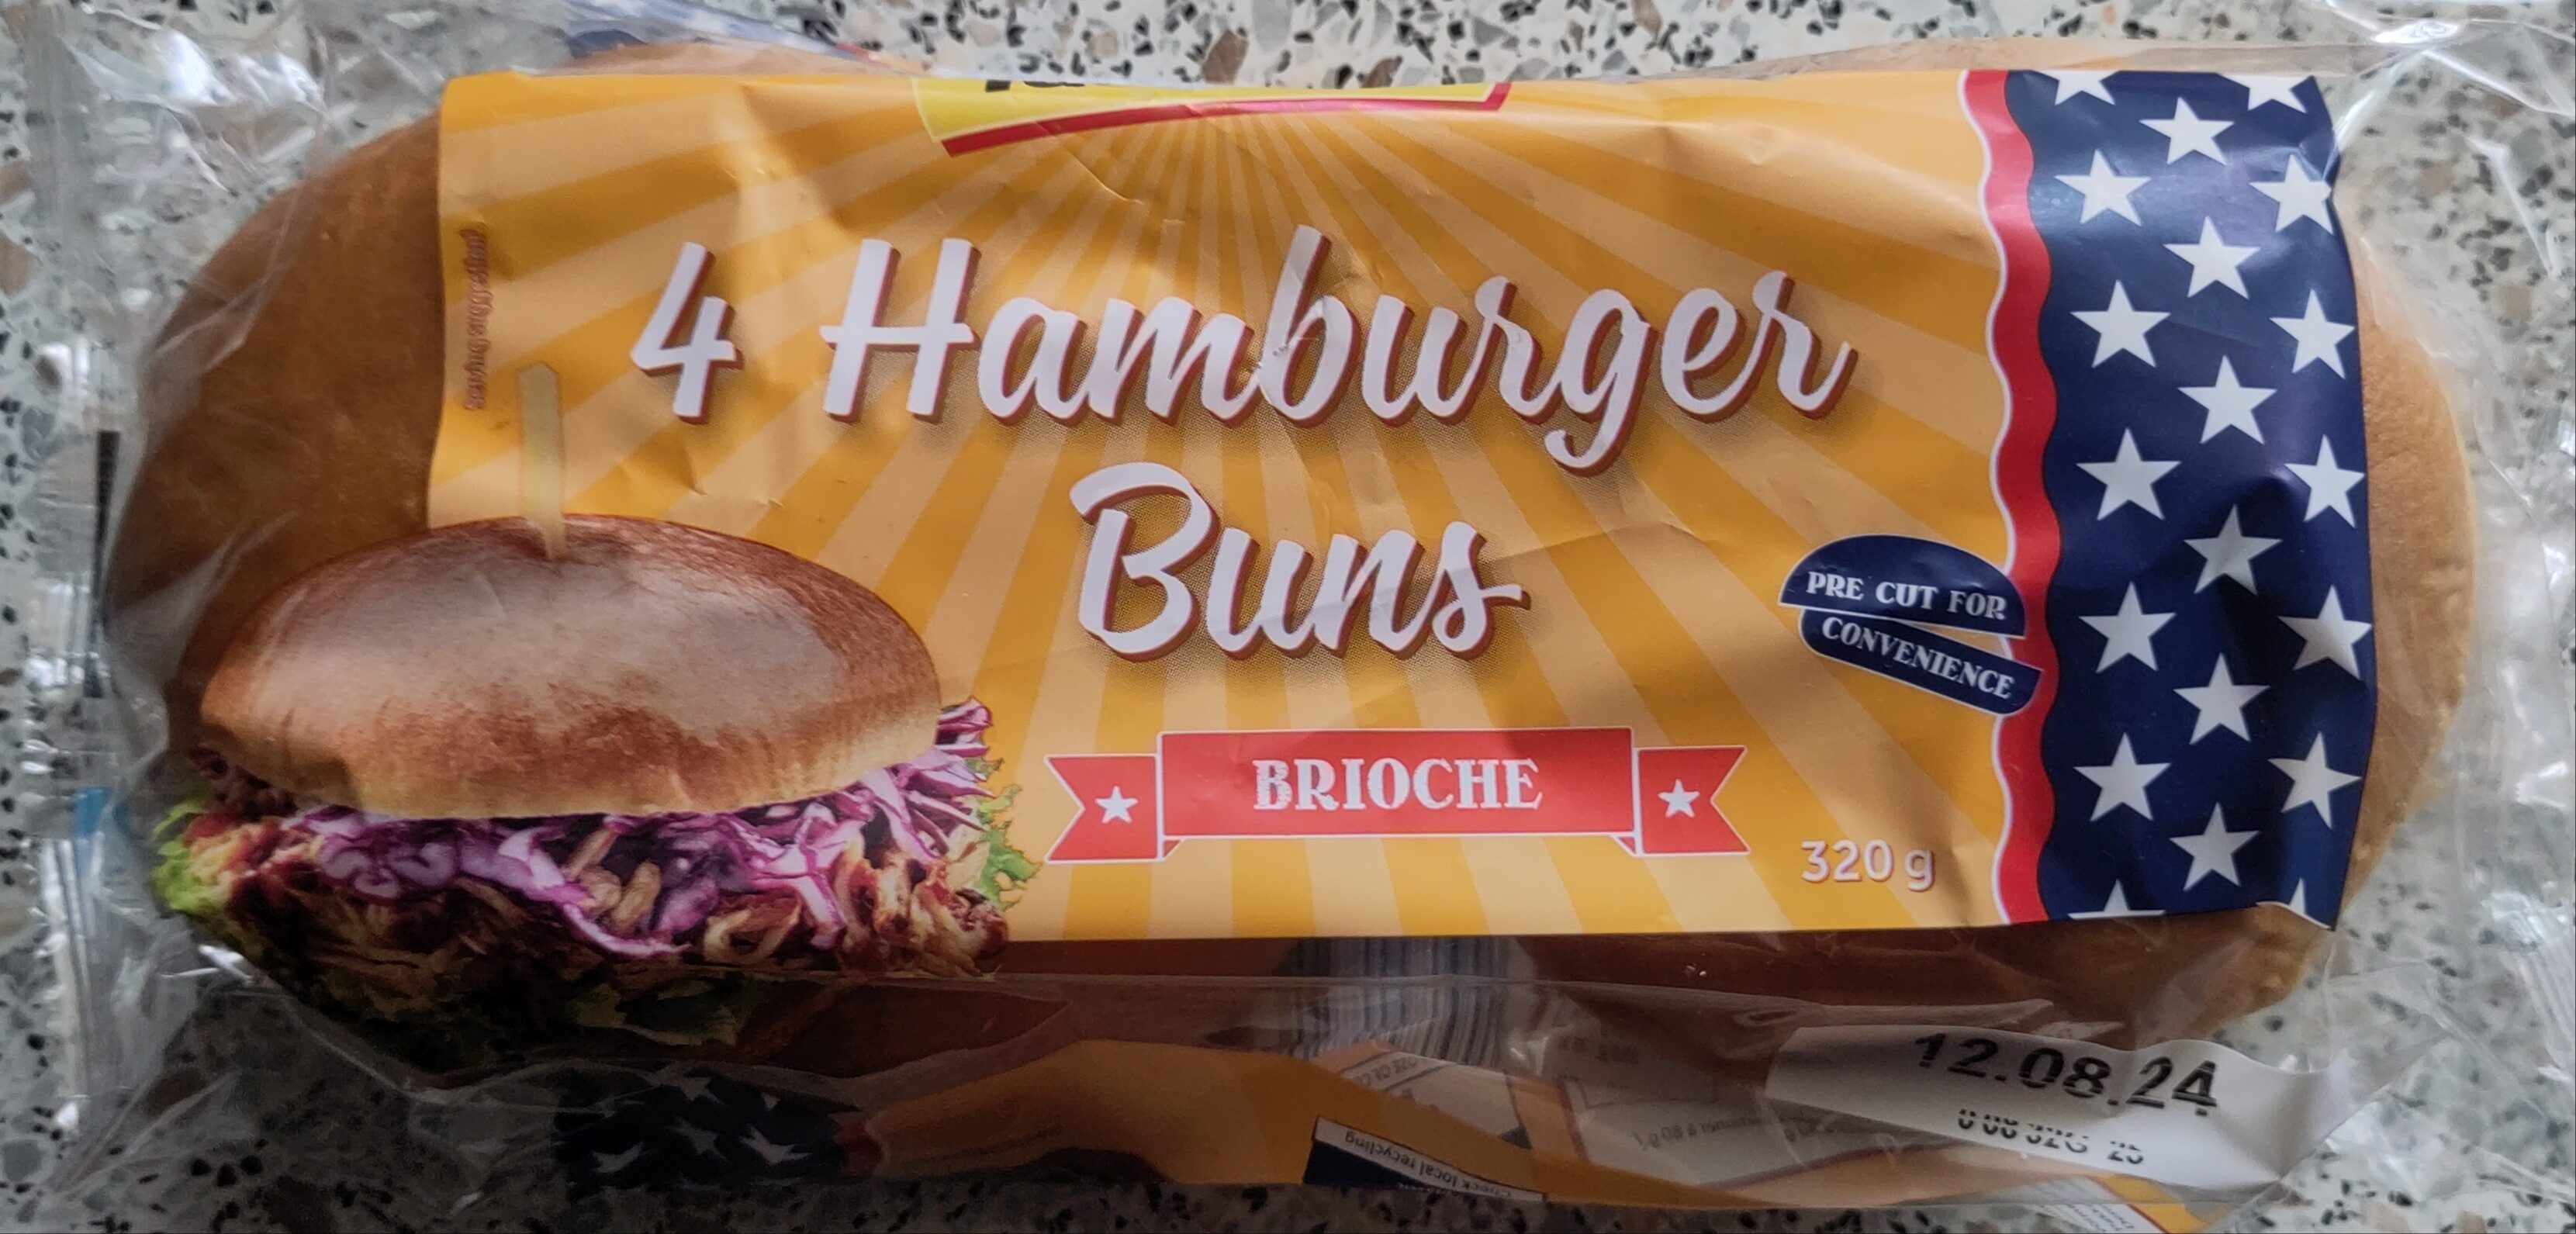 4 Hamburger
Buns
PRE CUT FOR
CONVENIENCE
BRIOCHE
320 g
12.08.24
Check local recycling